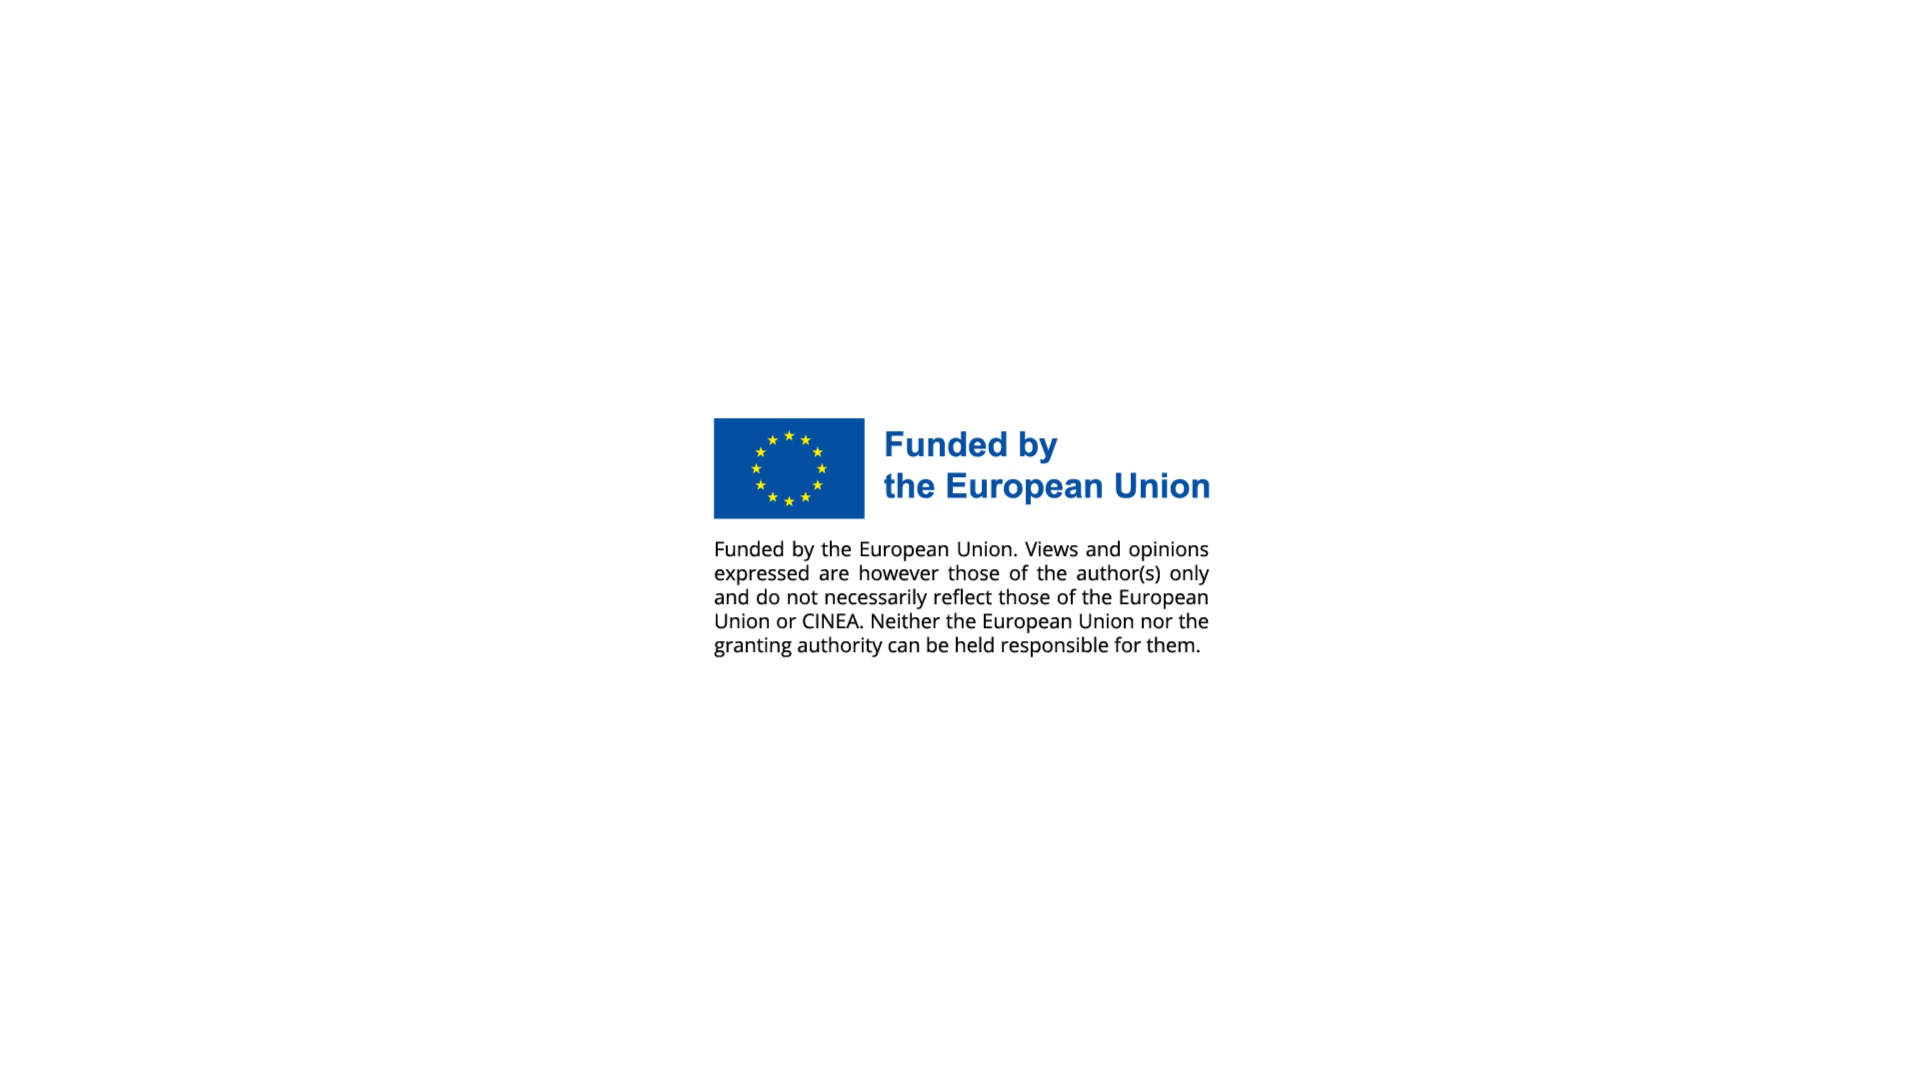 Funded by
the European Union
Funded by the European Union. Views and opinions
expressed are however those of the author(s) only
and do not necessarily reflect those of the European
Union or CINEA. Neither the European Union nor the
granting authority can be held responsible for them.